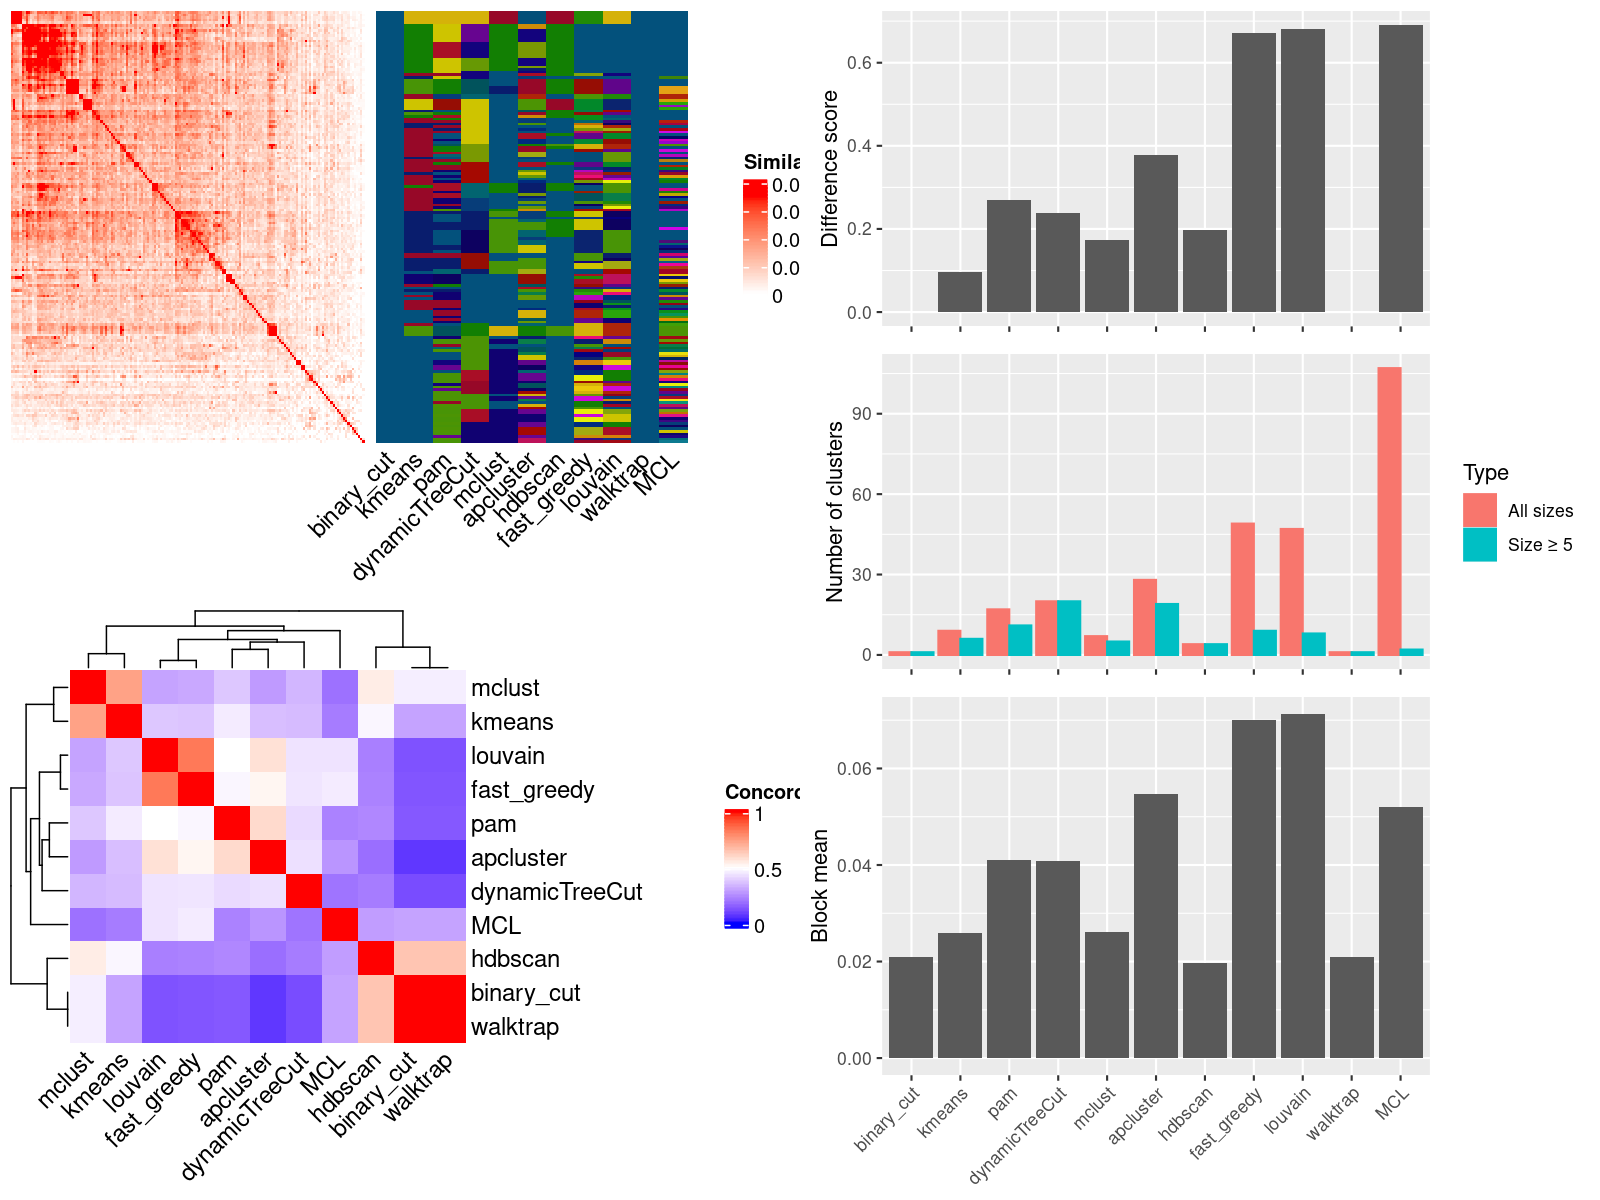 Simila
0.0
0.0
0.0
0.0
0
binary_cut
kmeans
pam
dynamicTreeCut
mclust
apcluster
hdbscan
fast_greedy
louvain
walktrap
MCL
mclust
kmeans
louvain
fast_greedy
pam
apcluster
dynamicTreeCut
MCL
hdbscan
binary_cut
walktrap
mclust
kmeans
louvain
fast_greedy
pam
apcluster
dynamicTreeCut
MCL
hdbscan
binary_cut
walktrap
Concord
1
0.5
0
Difference score
0.6
0.4
0.2
0.0
Number of clusters
90
60
30
0
Type
All sizes
Size ≥ 5
Block mean
0.06
0.04
0.02
0.00
binary_cut
kmeans
pam
dynamicTreeCut
mclust
apcluster
hdbscan
fast_greedy
louvain
walktrap
MCL